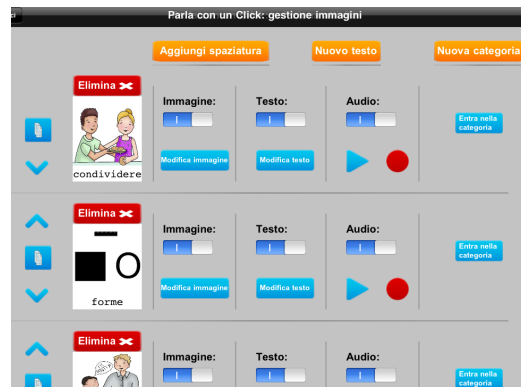 Parla con un Click: gestione immagini
Aggiungi spaziatura
Nuovo testo
Nuova categoria
Elimina
condividere
Immagine:
Modifica immagine
Testo:
Modifica testo
Audio:
Entra nella
categoria
Elimina
forme
Immagine:
Modifica immagine
Testo:
Modifica testo
Audio:
Entra nella
categoria
Elimina
Immagine:
Testo:
Audio:
Entra nella
categoria